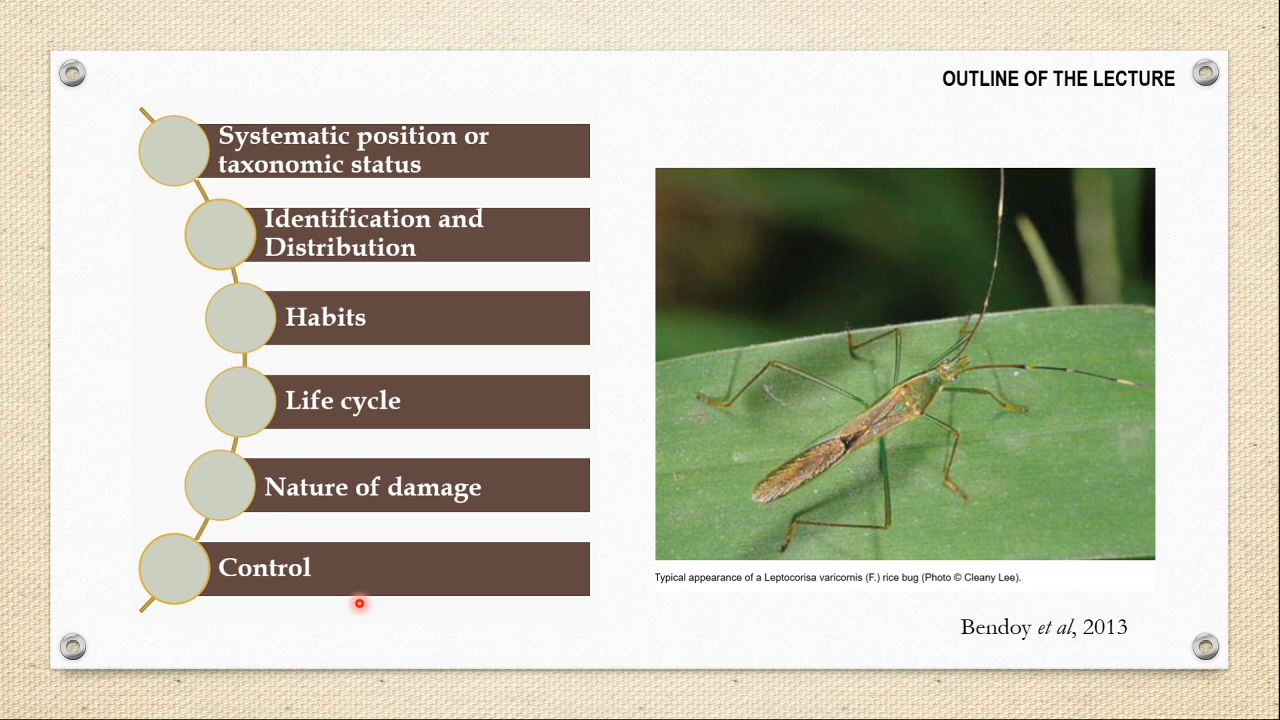 OUTLINE OF THE LECTURE
Systematic position or
taxonomic status
Identification and
Distribution
Habits
Life cycle
Nature of damage
Control
Typical appearance of a Leptocorisa varicornis (F.) rice bug (Photo © Cleany Lee).
Bendoy et al, 2013